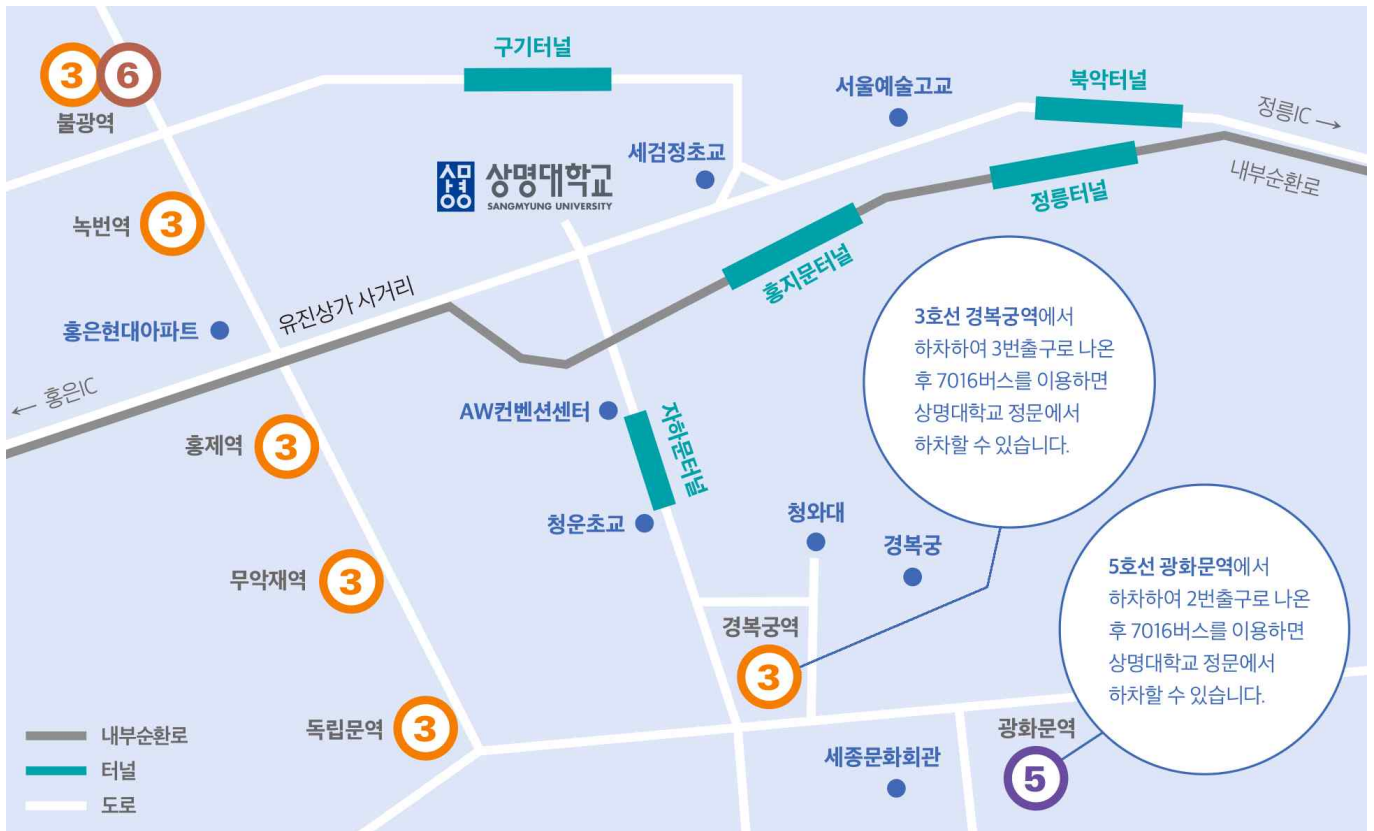 구기터널
3 6
불광역
서울예술고교
북악터널
정릉IC →
세검정초교
상명
상명대학교
SANGMYUNG UNIVERSITY
정릉터널
내부순환로
녹번역 3
홍지문터널
유진상가 사거리
홍은현대아파트
← 홍은IC
3호선 경복궁역에서
하차하여 3번출구로 나온
후 7016버스를 이용하면
상명대학교 정문에서
하차할 수 있습니다.
AW컨벤션센터
자하문터널
홍제역 3
청운초교
청와대
경복궁
5호선 광화문역에서
하차하여 2번출구로 나온
후 7016버스를 이용하면
상명대학교 정문에서
하차할 수 있습니다.
무악재역 3
경복궁역
3
독립문역 3
광화문역
5
세종문화회관
내부순환로
터널
도로